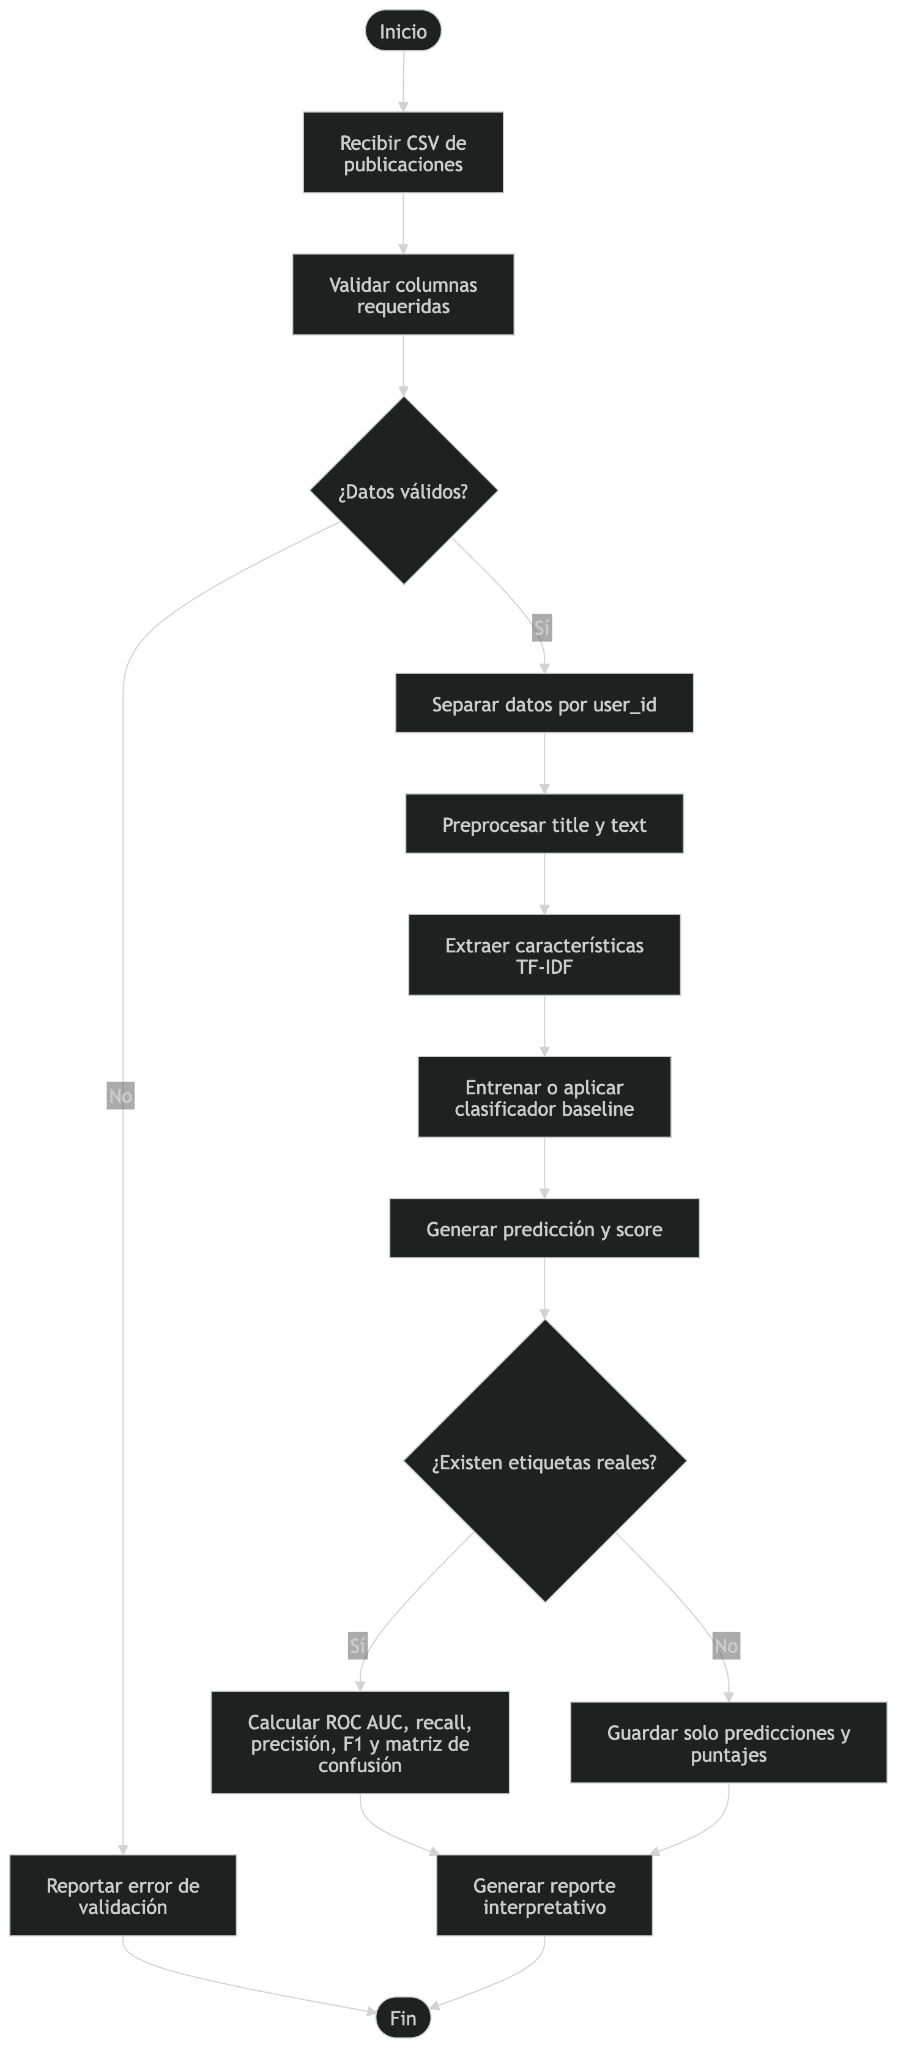 Inicio
Recibir CSV de
publicaciones
Validar columnas
requeridas
¿Datos válidos?
Sí
Separar datos por user_id
Preprocesar title y text
Extraer características
TF-IDF
No
Entrenar o aplicar
clasificador baseline
Generar predicción y score
¿Existen etiquetas reales?
Sí
No
Calcular ROC AUC, recall,
precisión, F1 y matriz de
confusión
Guardar solo predicciones y
puntajes
Reportar error de
validación
Generar reporte
interpretativo
Fin